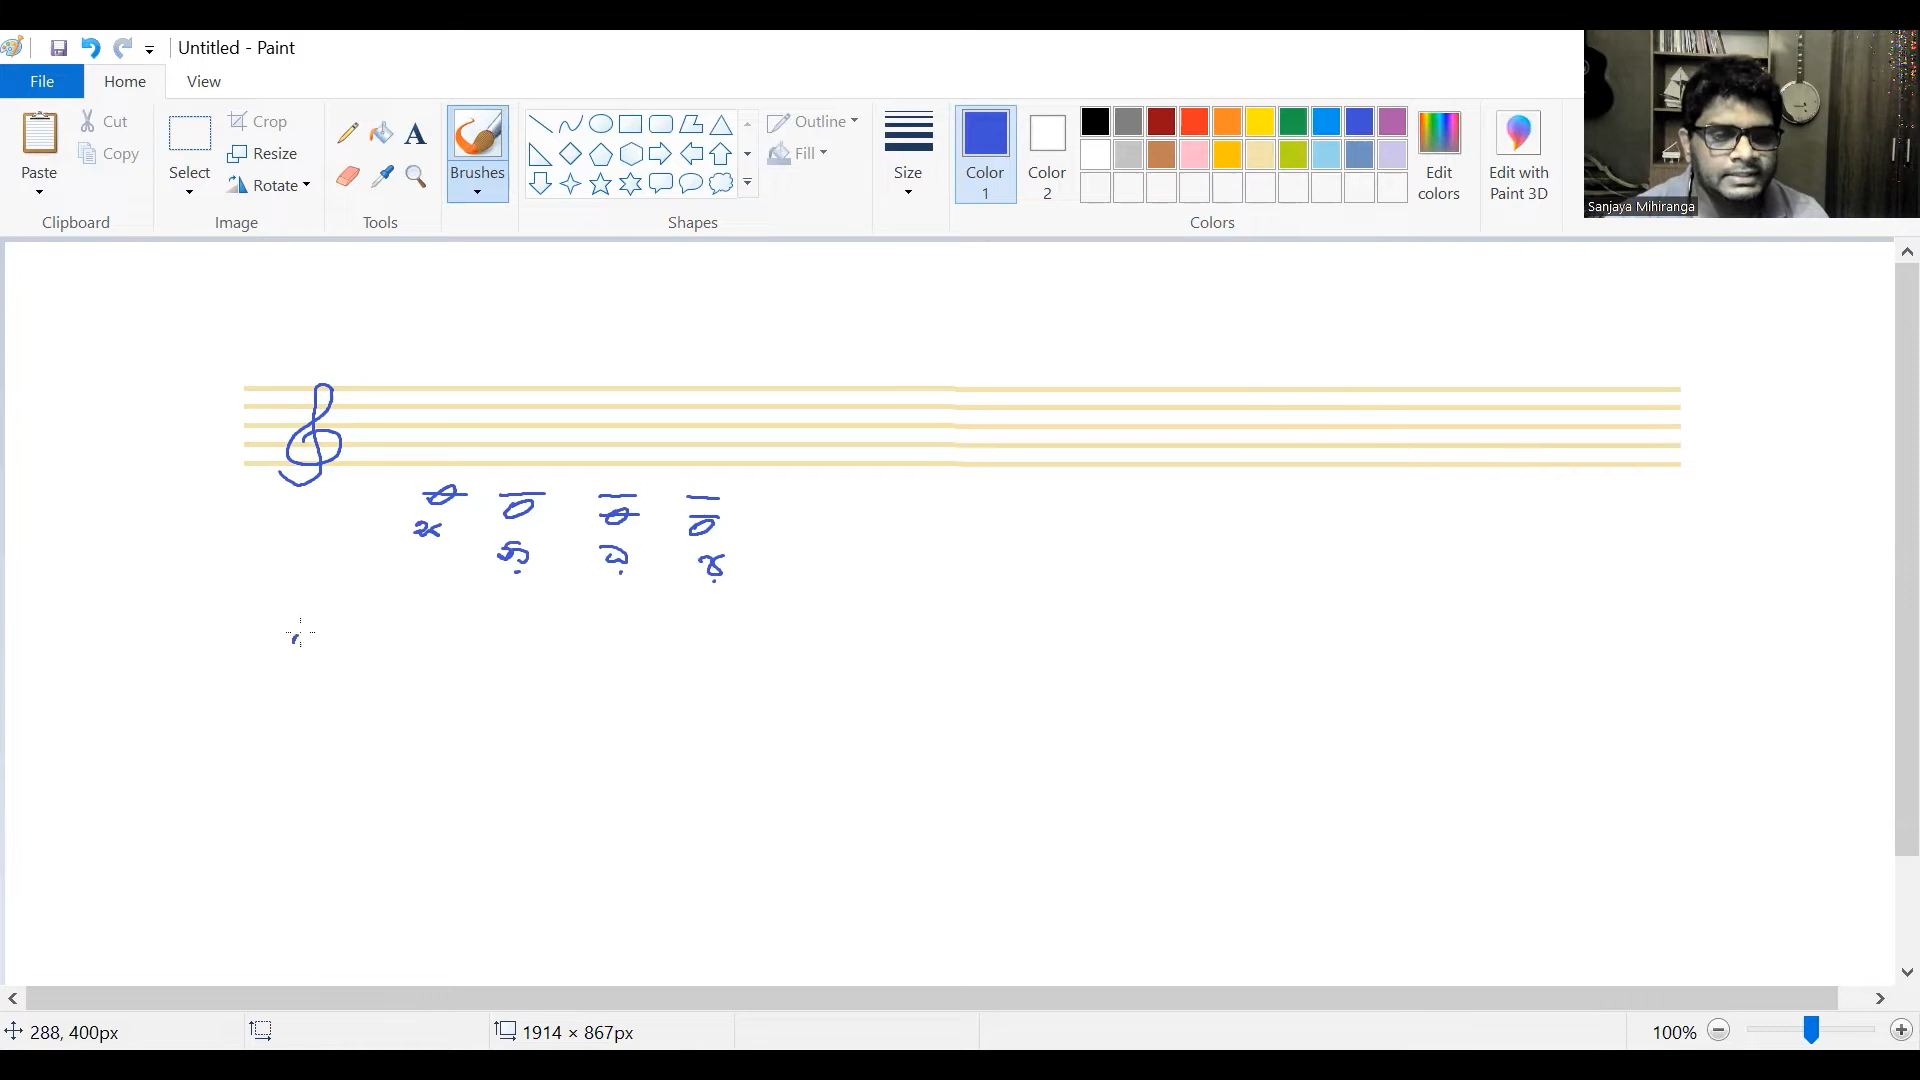 Untitled - Paint
File Home View
Paste Cut Copy Clipboard
Select Crop Resize Rotate Image
A Tools
Brushes
Shapes
Outline Fill
Size
Color 1 Color 2
Edit colors
Colors
Edit with Paint 3D
Sanjaya Mihiranga
288, 400px 1914 × 867px 100%